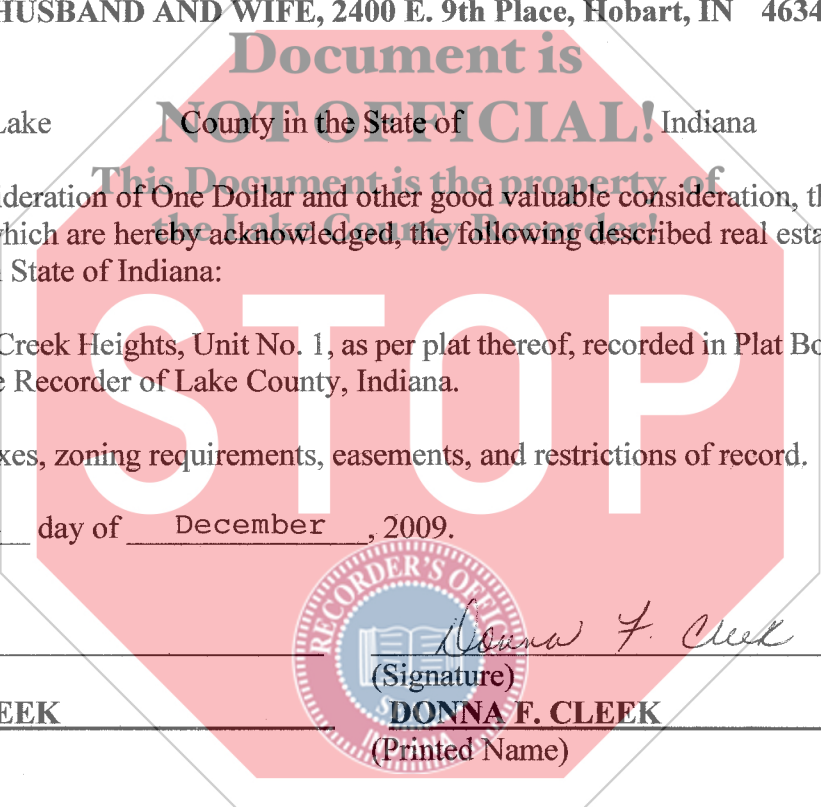 HUSBAND AND WIFE, 2400 E. 9th Place, Hobart, IN 4634
Document is
NOT OFFICIAL!
Lake County in the State of Indiana
This Document is the property of
the Lake County Recorder!
ideration of One Dollar and other good valuable consideration, th
which are hereby acknowledged, the following described real esta
State of Indiana:
STOP
Creek Heights, Unit No. 1, as per plat thereof, recorded in Plat Bo
e Recorder of Lake County, Indiana.
xes, zoning requirements, easements, and restrictions of record.
day of December, 2009.
RECORDER'S OFFICE
SEAL
INDIANA
Donna F. Cleek
(Signature)
EEK DONNA F. CLEEK
(Printed Name)